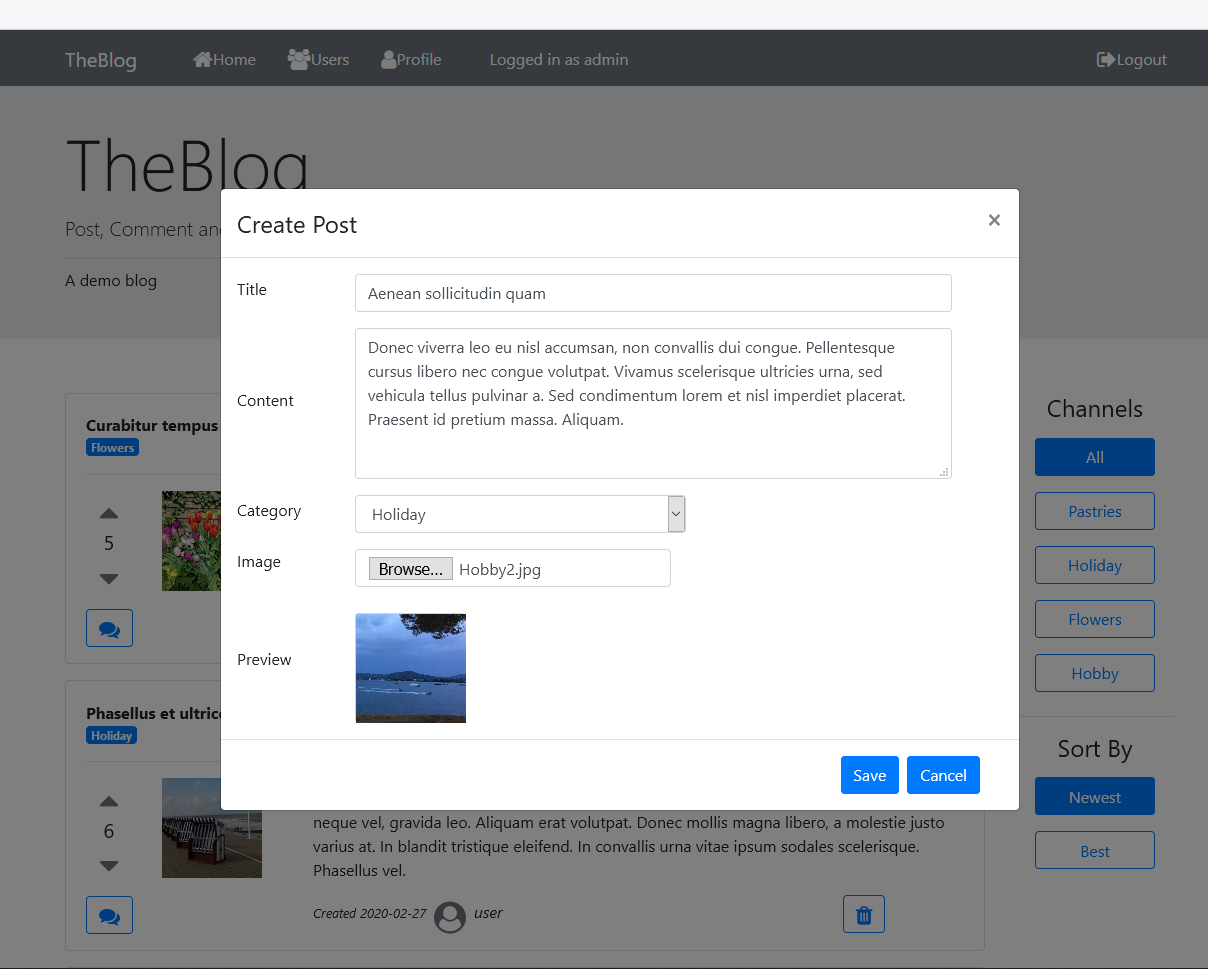 TheBlog Home Users Profile Logged in as admin Logout
TheBlog
Post, Comment
A demo blog
Create Post ×
Title Aenean sollicitudin quam
Content
Donec viverra leo eu nisl accumsan, non convallis dui congue. Pellentesque
cursus libero nec congue volutpat. Vivamus scelerisque ultricies urna, sed
vehicula tellus pulvinar a. Sed condimentum lorem et nisl imperdiet placerat.
Praesent id pretium massa. Aliquam.
Category Holiday
Image Browse... Hobby2.jpg
Preview
Save Cancel
Curabitur tempus
Flowers
5
Phasellus et
Holiday
6
neque vel, gravida leo. Aliquam erat volutpat. Donec mollis magna libero, a molestie justo
varius at. In blandit tristique eleifend. In convallis urna vitae ipsum sodales scelerisque.
Phasellus vel.
Created 2020-02-27 user
Channels
All
Pastries
Holiday
Flowers
Hobby
Sort By
Newest
Best